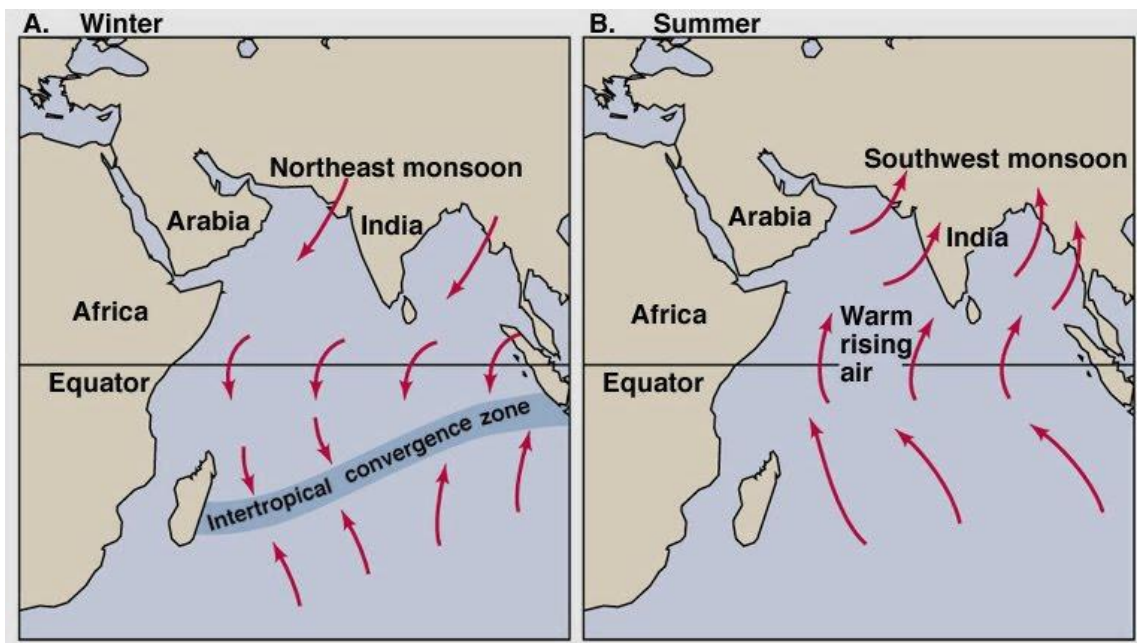 A. Winter
Northeast monsoon
Arabia
India
Africa
Equator
Intertropical convergence zone
B. Summer
Southwest monsoon
Arabia
India
Africa
Warm
rising
air
Equator